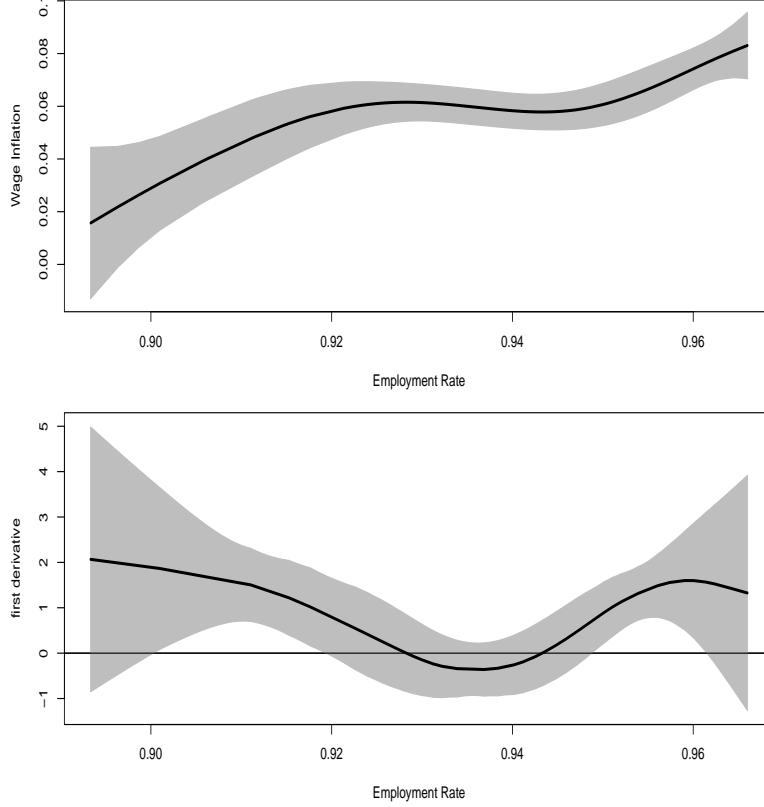 0.00 0.02 0.04 0.06 0.08
Wage Inflation
0.90 0.92 0.94 0.96
Employment Rate
−1 0 1 2 3 4 5
first derivative
0.90 0.92 0.94 0.96
Employment Rate